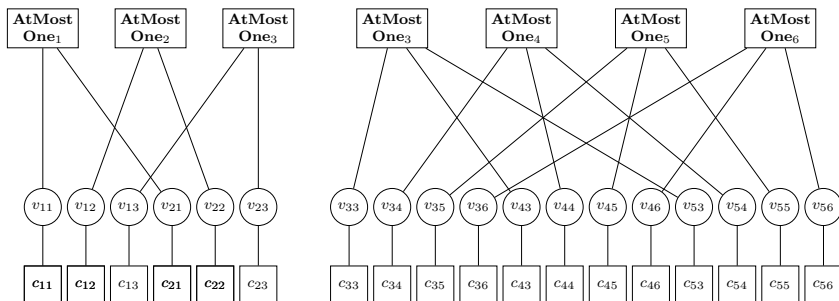 AtMost AtMost AtMost AtMost AtMost AtMost AtMost
One₁ One₂ One₃ One₃ One₄ One₅ One₆
v₁₁ v₁₂ v₁₃ v₂₁ v₂₂ v₂₃ v₃₃ v₃₄ v₃₅ v₃₆ v₄₃ v₄₄ v₄₅ v₄₆ v₅₃ v₅₄ v₅₅ v₅₆
c₁₁ c₁₂ c₁₃ c₂₁ c₂₂ c₂₃ c₃₃ c₃₄ c₃₅ c₃₆ c₄₃ c₄₄ c₄₅ c₄₆ c₅₃ c₅₄ c₅₅ c₅₆